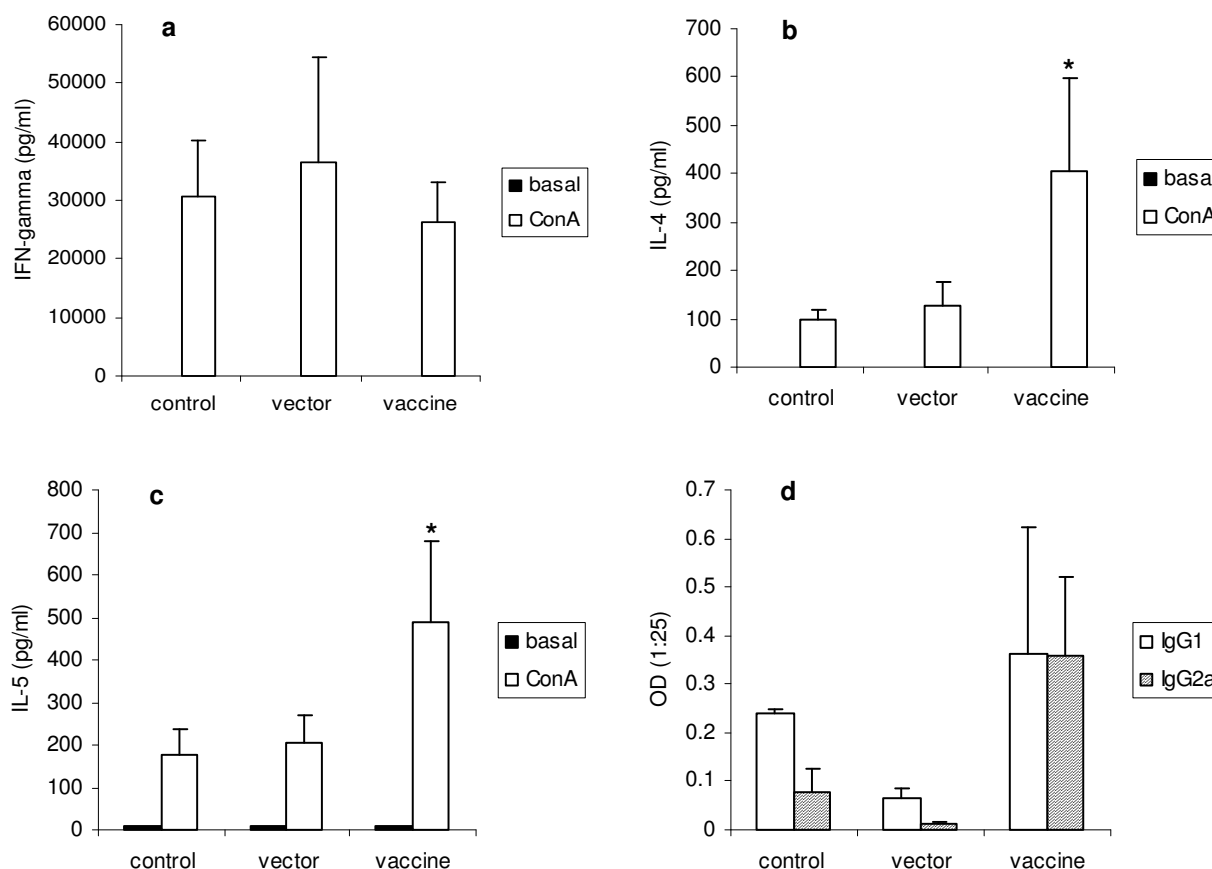 a
60000
50000
40000
30000
20000
10000
0
IFN-gamma (pg/ml)
control vector vaccine
basal
ConA
b
700
600
500
400
300
200
100
0
IL-4 (pg/ml)
*
control vector vaccine
basal
ConA
c
800
700
600
500
400
300
200
100
0
IL-5 (pg/ml)
*
control vector vaccine
basal
ConA
d
0.7
0.6
0.5
0.4
0.3
0.2
0.1
0
OD (1:25)
control vector vaccine
IgG1
IgG2a